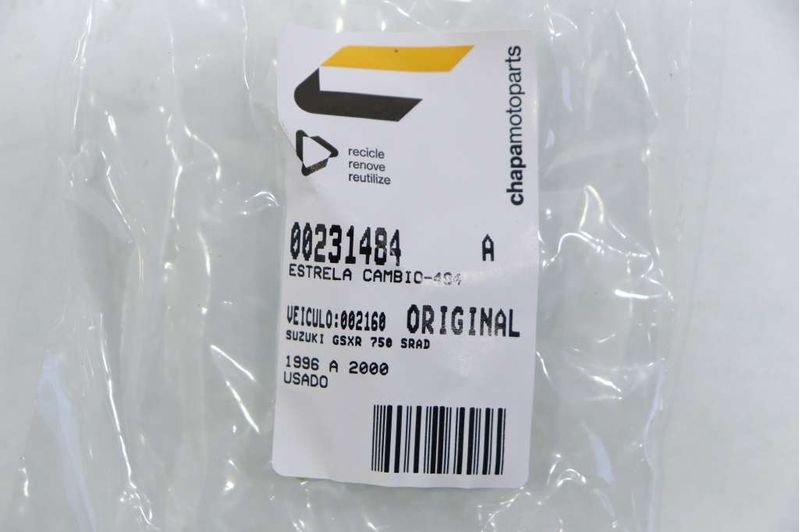 chapamotoparts
recicle
renove
reutilize
00231484 A
ESTRELA CAMBIO-494
VEICULO:002160 ORIGINAL
SUZUKI GSXR 750 SRAD
1996 A 2000
USADO